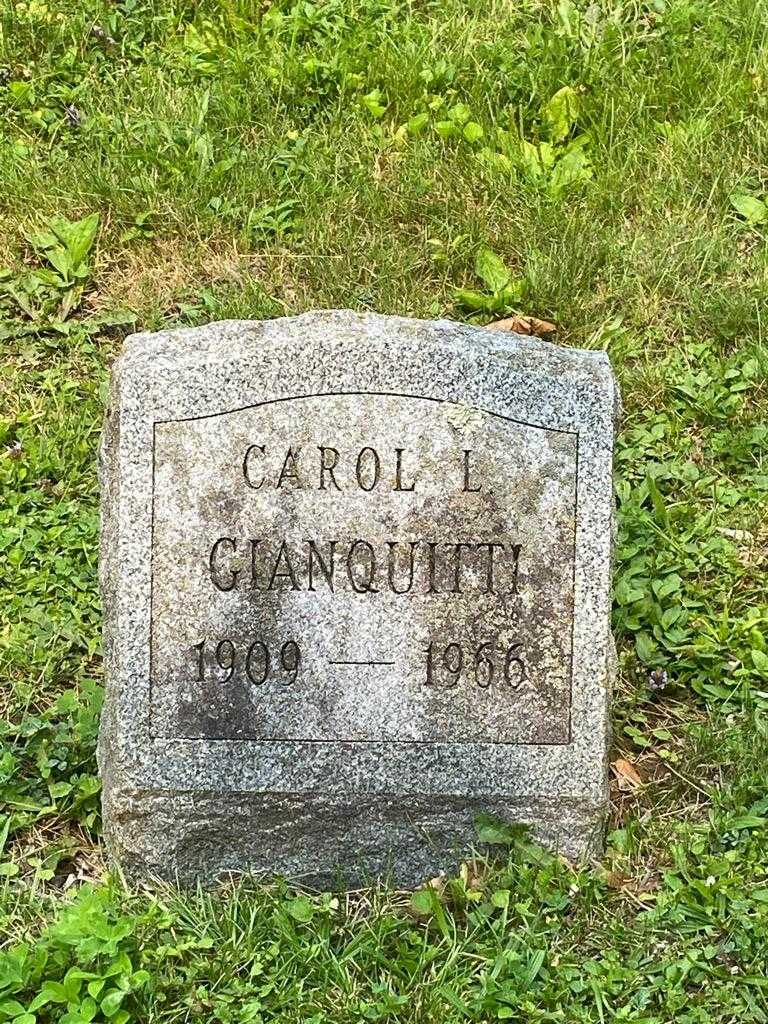 CAROL L.
GIANQUITTI
1909 — 1966